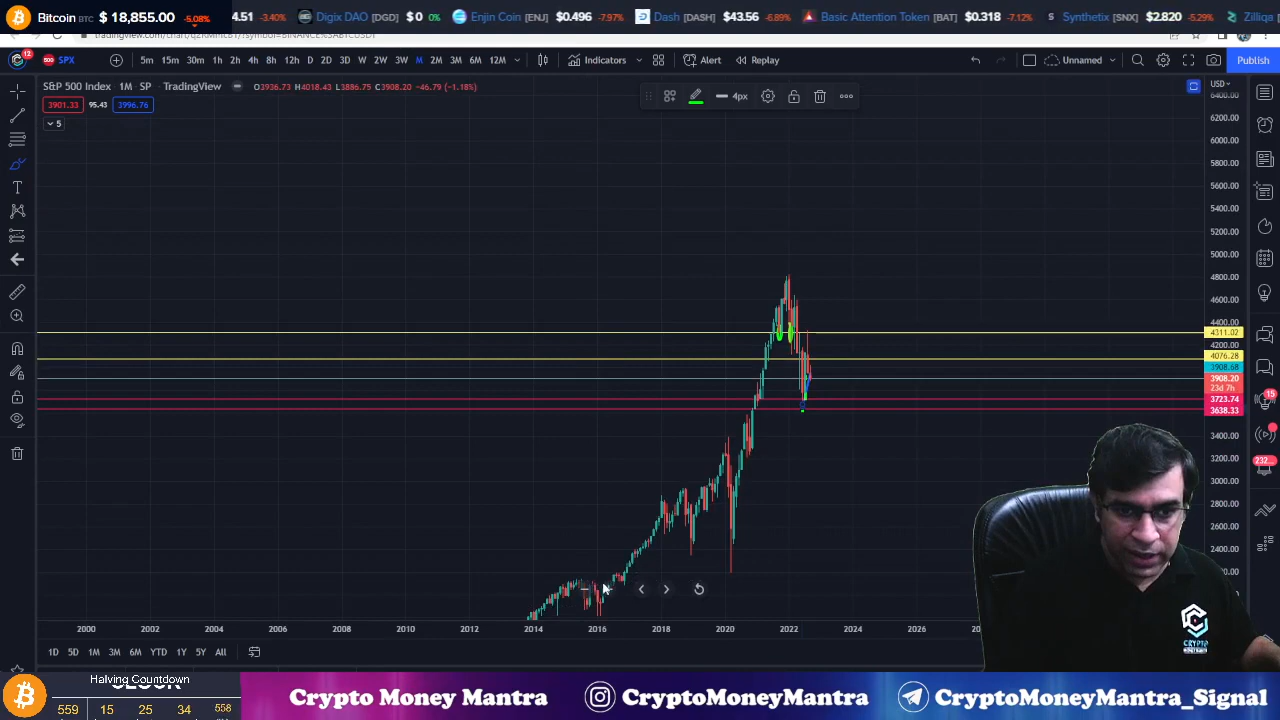 Bitcoin BTC $ 18,855.00 -5.08% 4.51 -3.40% Digix DAO [DGD] $ 0 0% Enjin Coin [ENJ] $0.496 -7.97% Dash [DASH] $43.56 -6.89% Basic Attention Token [BAT] $0.318 -7.12% Synthetix [SNX] $2.820 -5.29% Zilliqa
12 500 SPX 5m 15m 30m 1h 2h 4h 8h 12h D 2D 3D W 2W 3W M 2M 3M 6M 12M Indicators Alert Replay Unnamed Publish
S&P 500 Index 1M SP TradingView O3936.73 H4018.43 L3886.75 C3908.20 -46.79 (-1.18%) 4px USD
3901.33 95.43 3996.76
5
6400.00
6200.00
6000.00
5800.00
5600.00
5400.00
5200.00
5000.00
4800.00
4600.00
4400.00
4311.02
4200.00
4076.28
3908.68
3908.20
23d 7h
3723.74
3638.33
3400.00
3200.00
3000.00
2800.00
2600.00
2400.00
15
232
2000 2002 2004 2006 2008 2010 2012 2014 2016 2018 2020 2022 2024 2026
1D 5D 1M 3M 6M YTD 1Y 5Y All
CRYPTO
Halving Countdown
CLOCK
559 15 25 34 558
Crypto Money Mantra CryptoMoneyMantra CryptoMoneyMantra_Signal